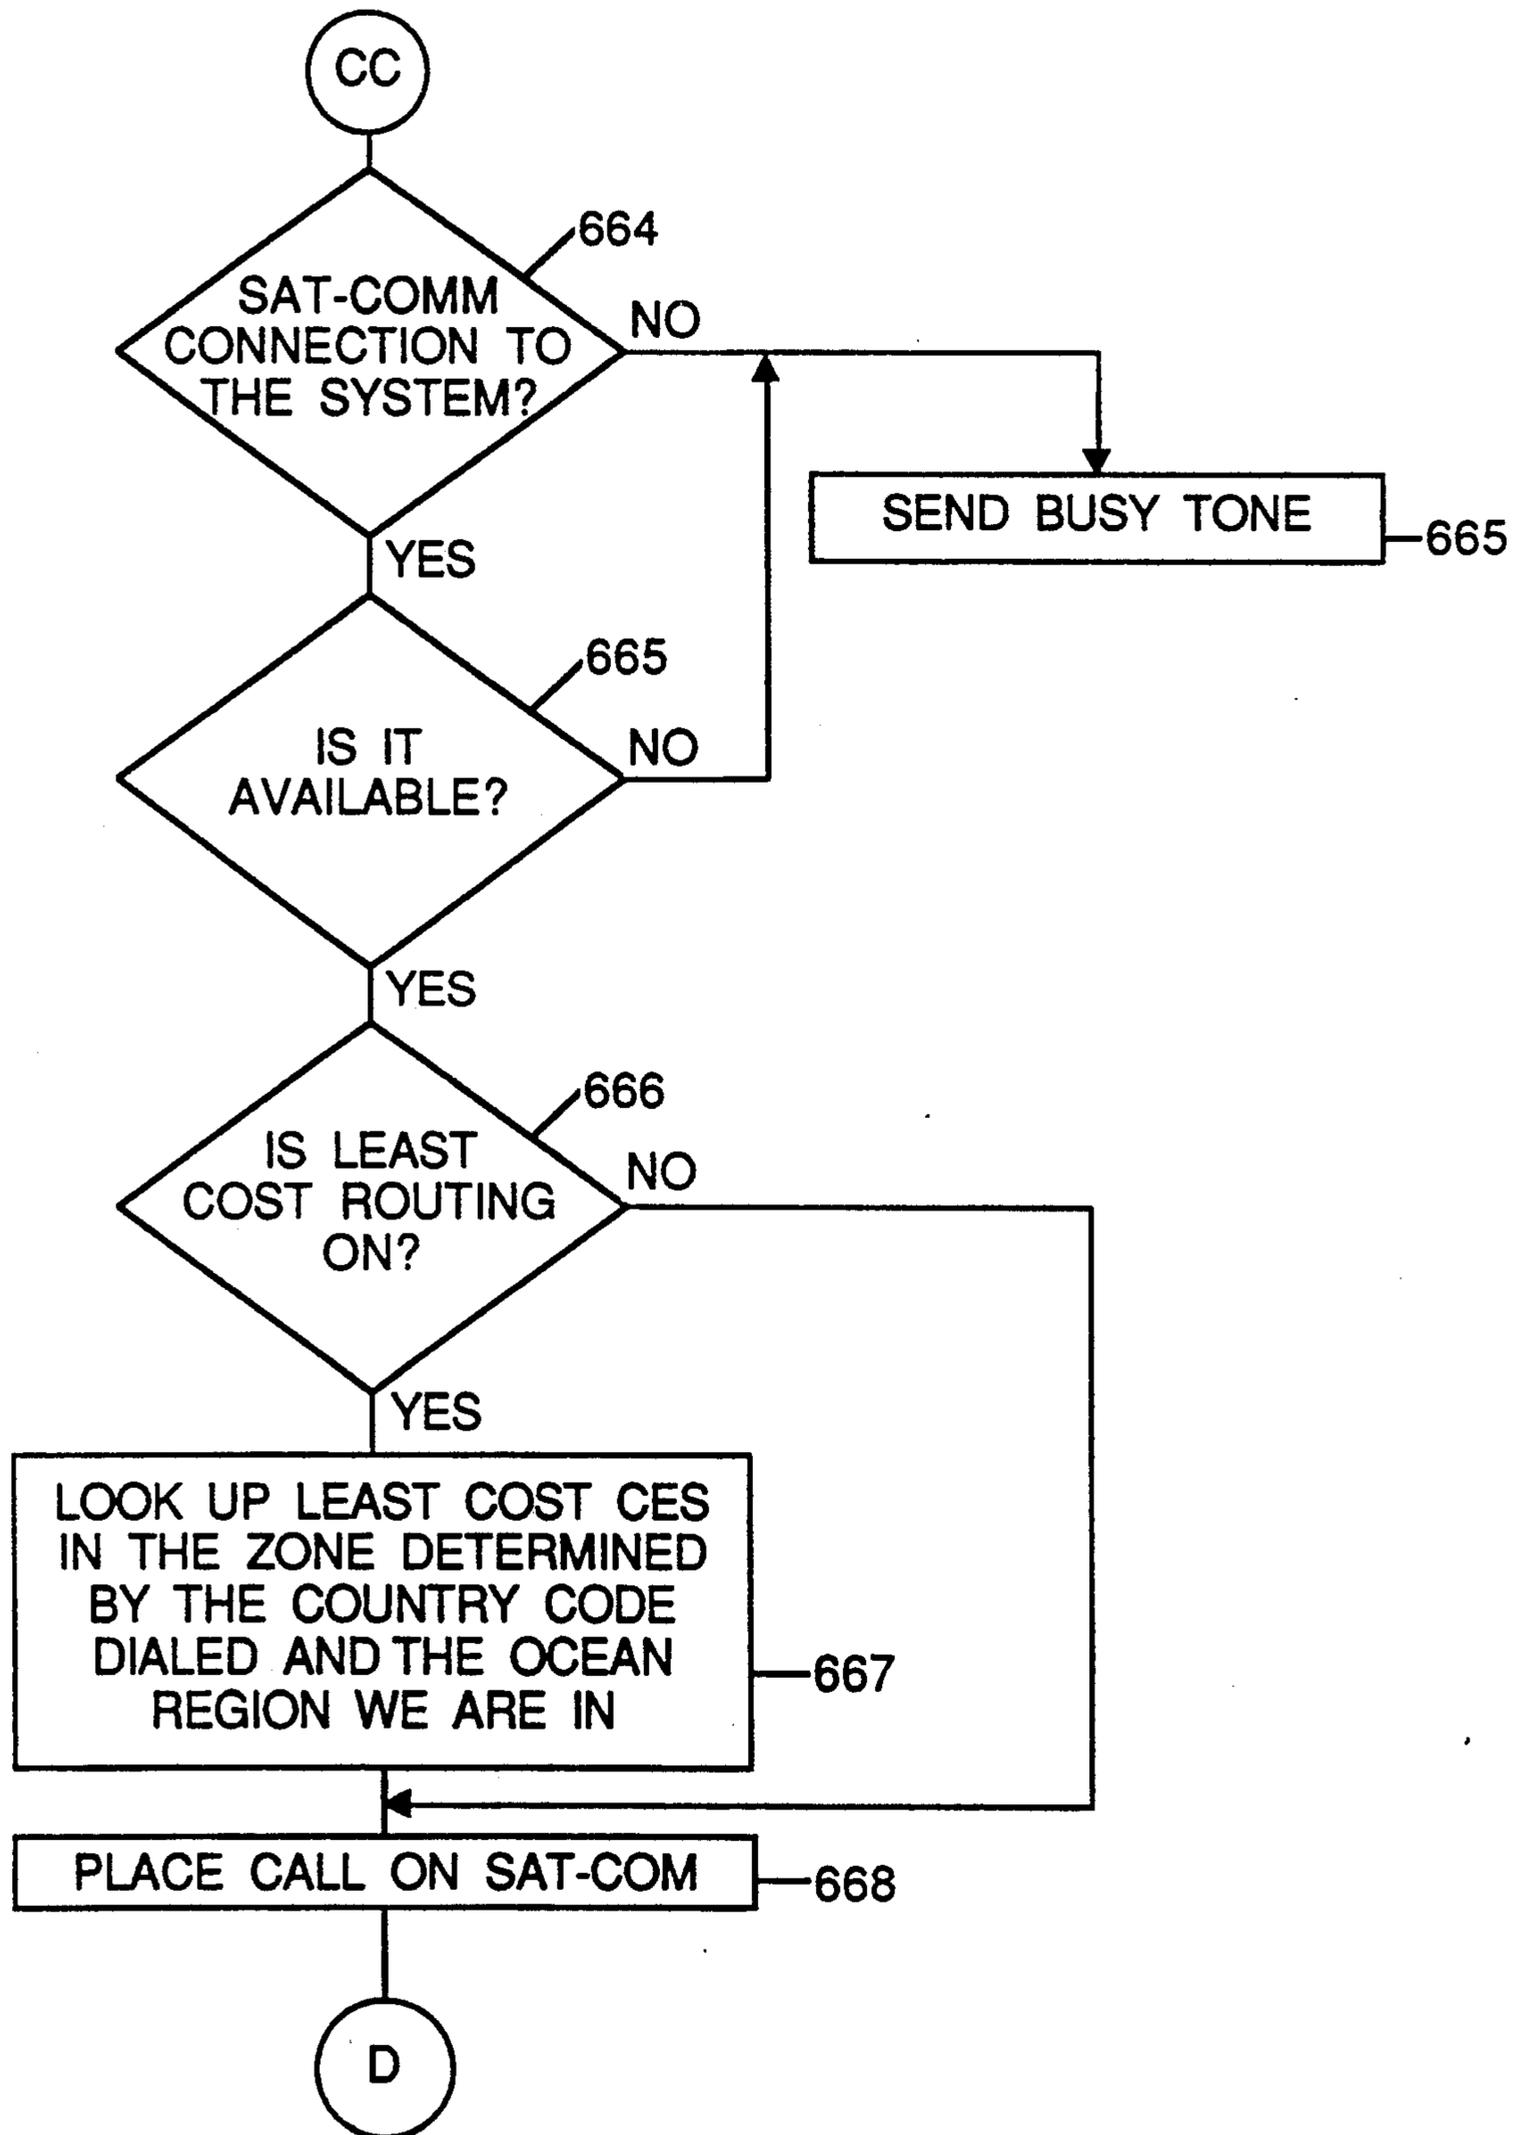 CC
664
SAT-COMM
CONNECTION TO
THE SYSTEM?
NO
YES
SEND BUSY TONE
665
665
IS IT
AVAILABLE?
NO
YES
666
IS LEAST
COST ROUTING
ON?
NO
YES
LOOK UP LEAST COST CES
IN THE ZONE DETERMINED
BY THE COUNTRY CODE
DIALED AND THE OCEAN
REGION WE ARE IN
667
PLACE CALL ON SAT-COM
668
D